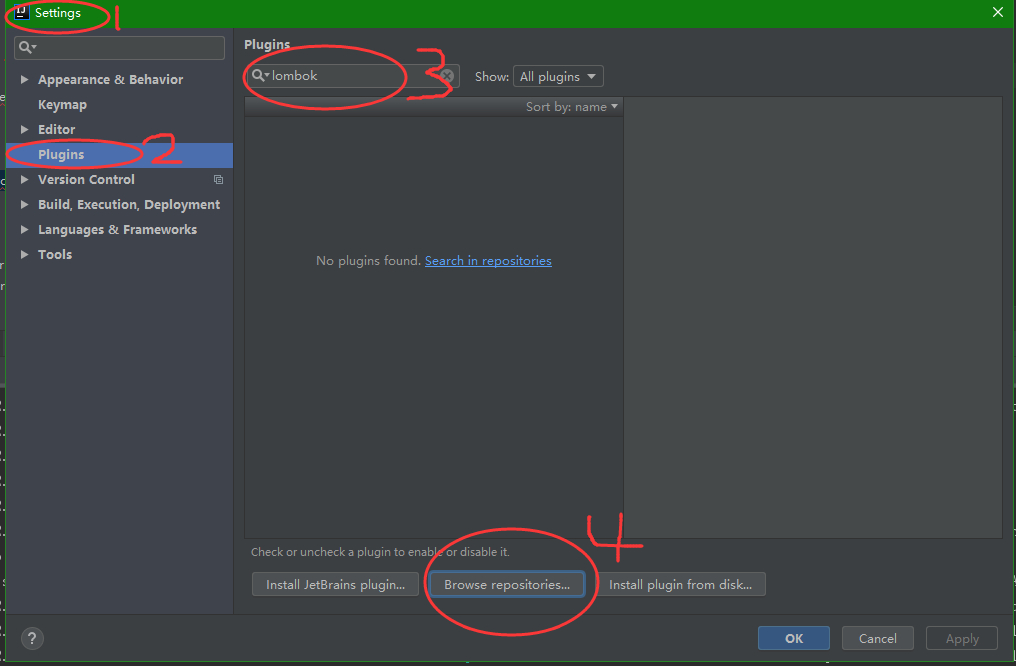 Settings
1
Plugins
lombok
3
Show: All plugins
Appearance & Behavior
Keymap
Sort by: name
Editor
Plugins
2
Version Control
Build, Execution, Deployment
Languages & Frameworks
Tools
No plugins found. Search in repositories
4
Check or uncheck a plugin to enable or disable it.
Install JetBrains plugin...
Browse repositories...
Install plugin from disk...
?
OK
Cancel
Apply